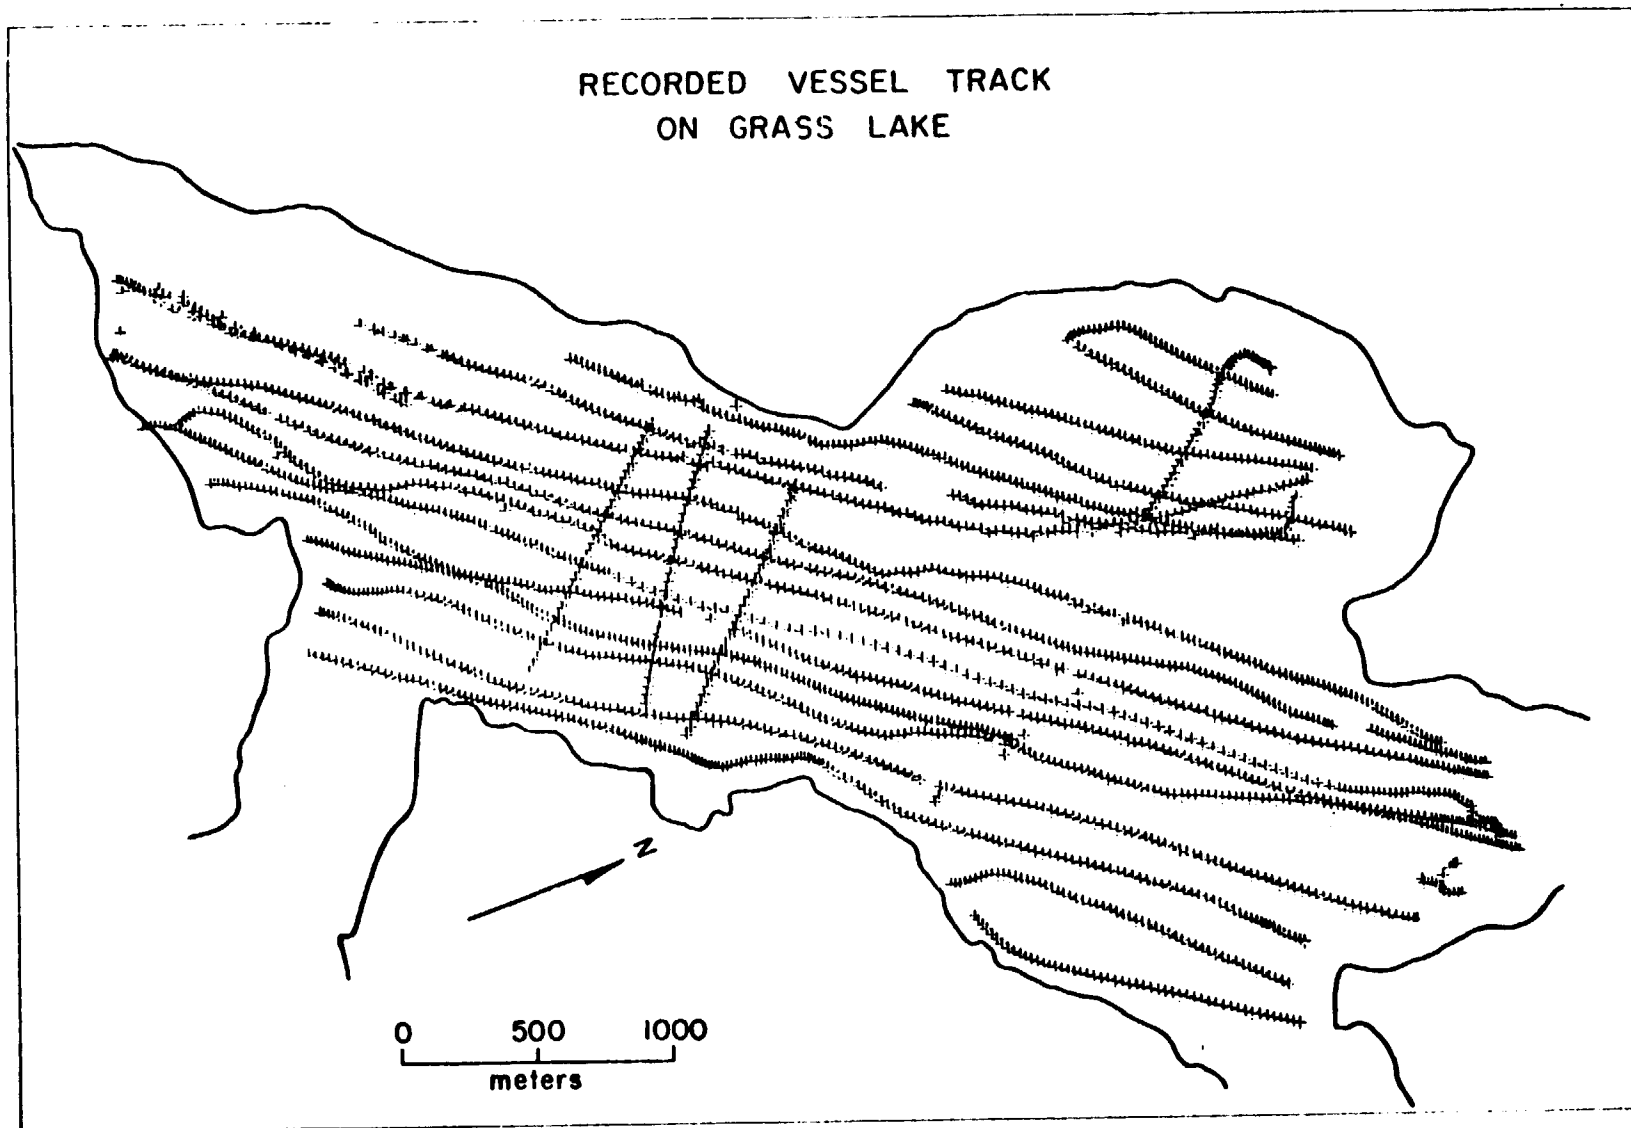 RECORDED VESSEL TRACK
ON GRASS LAKE
N
0 500 1000
meters